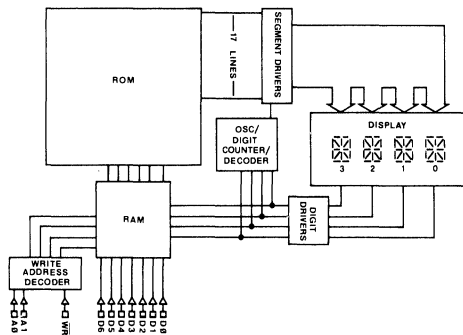 ROM
17
LINES
SEGMENT DRIVERS
OSC/
DIGIT
COUNTER/
DECODER
DISPLAY
3 2 1 0
RAM
DIGIT
DRIVERS
WRITE
ADDRESS
DECODER
A0 A1 WR D6 D5 D4 D3 D2 D1 D0